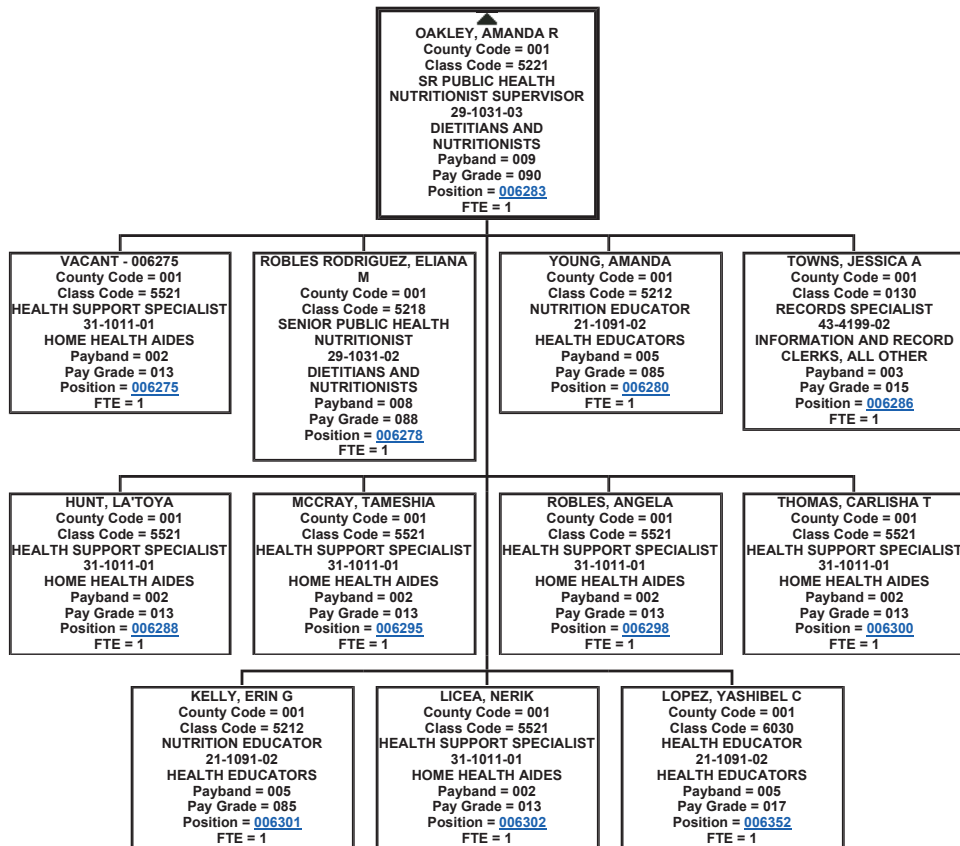 OAKLEY, AMANDA R
County Code = 001
Class Code = 5221
SR PUBLIC HEALTH
NUTRITIONIST SUPERVISOR
29-1031-03
DIETITIANS AND
NUTRITIONISTS
Payband = 009
Pay Grade = 090
Position = 006283
FTE = 1
VACANT - 006275
County Code = 001
Class Code = 5521
HEALTH SUPPORT SPECIALIST
31-1011-01
HOME HEALTH AIDES
Payband = 002
Pay Grade = 013
Position = 006275
FTE = 1
ROBLES RODRIGUEZ, ELIANA
M
County Code = 001
Class Code = 5218
SENIOR PUBLIC HEALTH
NUTRITIONIST
29-1031-02
DIETITIANS AND
NUTRITIONISTS
Payband = 008
Pay Grade = 088
Position = 006278
FTE = 1
YOUNG, AMANDA
County Code = 001
Class Code = 5212
NUTRITION EDUCATOR
21-1091-02
HEALTH EDUCATORS
Payband = 005
Pay Grade = 085
Position = 006280
FTE = 1
TOWNS, JESSICA A
County Code = 001
Class Code = 0130
RECORDS SPECIALIST
43-4199-02
INFORMATION AND RECORD
CLERKS, ALL OTHER
Payband = 003
Pay Grade = 015
Position = 006286
FTE = 1
HUNT, LA'TOYA
County Code = 001
Class Code = 5521
HEALTH SUPPORT SPECIALIST
31-1011-01
HOME HEALTH AIDES
Payband = 002
Pay Grade = 013
Position = 006288
FTE = 1
MCCRAY, TAMESHIA
County Code = 001
Class Code = 5521
HEALTH SUPPORT SPECIALIST
31-1011-01
HOME HEALTH AIDES
Payband = 002
Pay Grade = 013
Position = 006295
FTE = 1
ROBLES, ANGELA
County Code = 001
Class Code = 5521
HEALTH SUPPORT SPECIALIST
31-1011-01
HOME HEALTH AIDES
Payband = 002
Pay Grade = 013
Position = 006298
FTE = 1
THOMAS, CARLISHA T
County Code = 001
Class Code = 5521
HEALTH SUPPORT SPECIALIST
31-1011-01
HOME HEALTH AIDES
Payband = 002
Pay Grade = 013
Position = 006300
FTE = 1
KELLY, ERIN G
County Code = 001
Class Code = 5212
NUTRITION EDUCATOR
21-1091-02
HEALTH EDUCATORS
Payband = 005
Pay Grade = 085
Position = 006301
FTE = 1
LICEA, NERIK
County Code = 001
Class Code = 5521
HEALTH SUPPORT SPECIALIST
31-1011-01
HOME HEALTH AIDES
Payband = 002
Pay Grade = 013
Position = 006302
FTE = 1
LOPEZ, YASHIBEL C
County Code = 001
Class Code = 6030
HEALTH EDUCATOR
21-1091-02
HEALTH EDUCATORS
Payband = 005
Pay Grade = 017
Position = 006352
FTE = 1